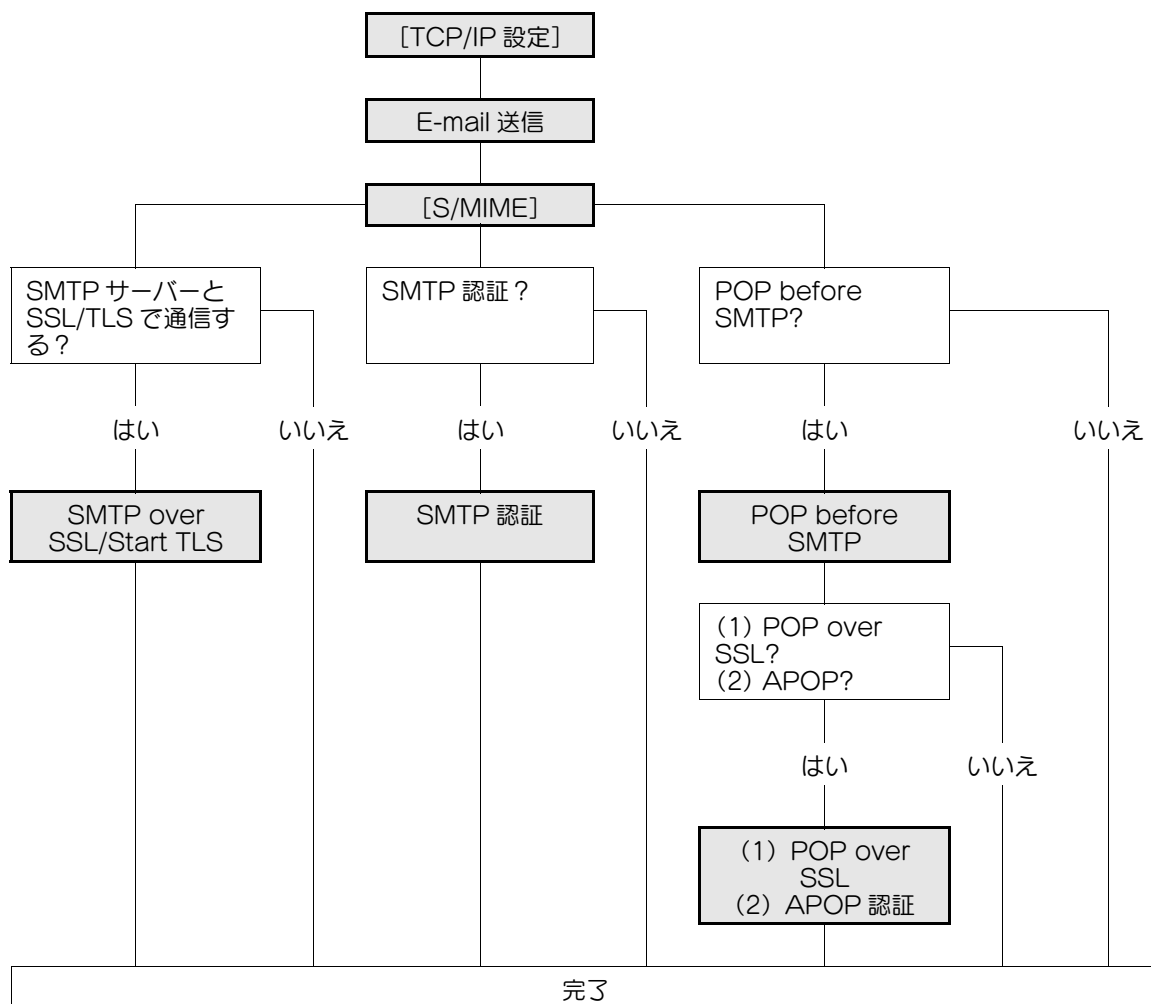 [TCP/IP 設定]
E-mail 送信
[S/MIME]
SMTP サーバーと
SSL/TLS で通信す
る？
SMTP 認証？
POP before
SMTP?
はい
いいえ
はい
いいえ
はい
いいえ
SMTP over
SSL/Start TLS
SMTP 認証
POP before
SMTP
(1) POP over
SSL?
(2) APOP?
はい
いいえ
(1) POP over
SSL
(2) APOP 認証
完了